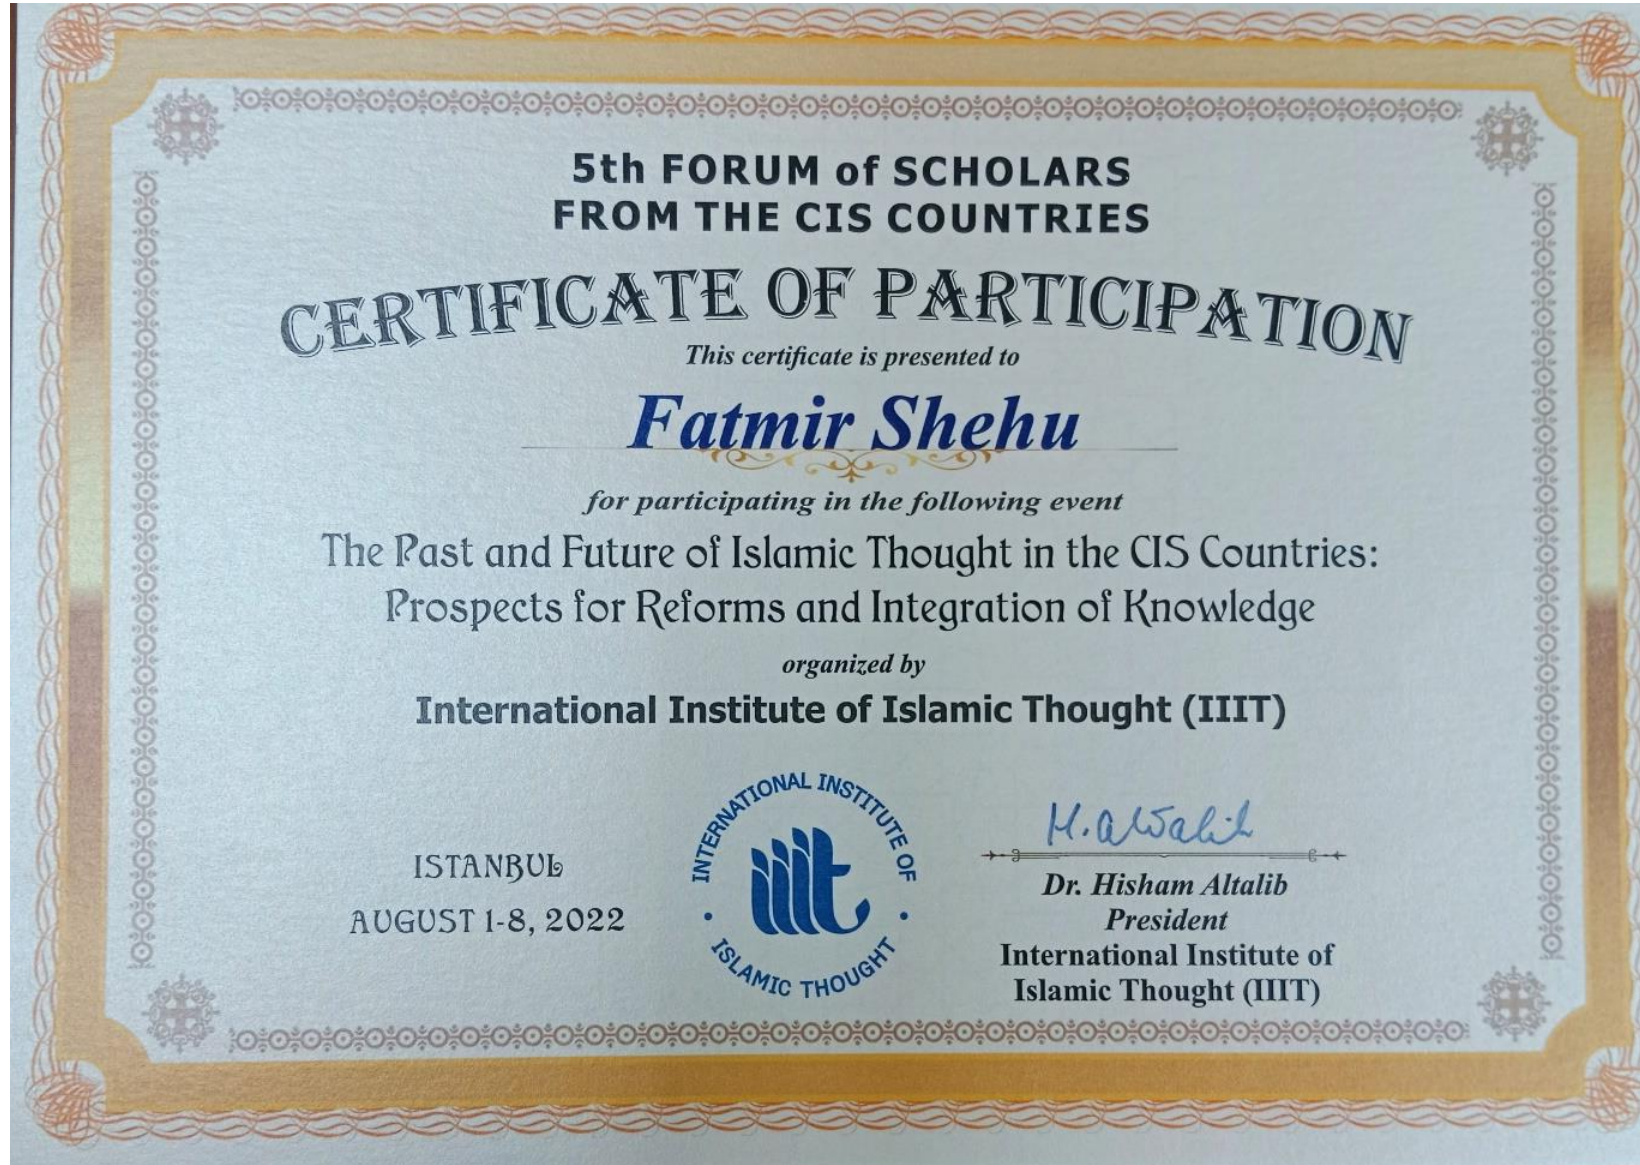 5th FORUM of SCHOLARS
FROM THE CIS COUNTRIES
CERTIFICATE OF PARTICIPATION
This certificate is presented to
Fatmir Shehu
for participating in the following event
The Past and Future of Islamic Thought in the CIS Countries:
Prospects for Reforms and Integration of Knowledge
organized by
International Institute of Islamic Thought (IIIT)
ISTANBUL
AUGUST 1-8, 2022
INTERNATIONAL INSTITUTE OF
iiit
ISLAMIC THOUGHT
H. Altalib
Dr. Hisham Altalib
President
International Institute of
Islamic Thought (IIIT)